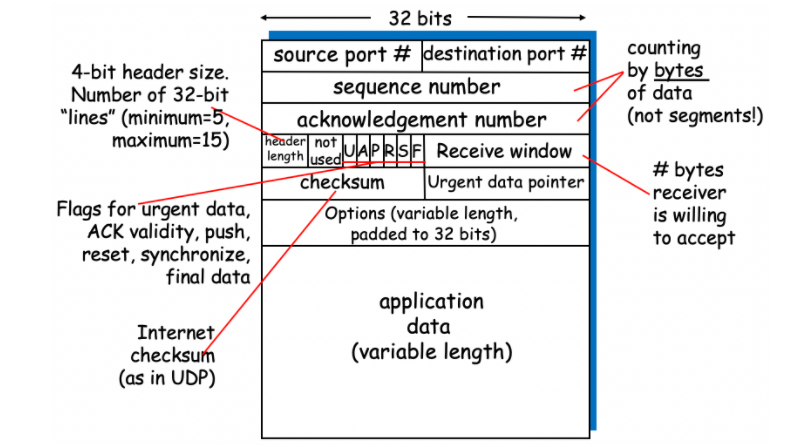 32 bits
source port #
destination port #
sequence number
acknowledgement number
header
length
not
used
U
A
P
R
S
F
Receive window
checksum
Urgent data pointer
Options (variable length,
padded to 32 bits)
application
data
(variable length)
4-bit header size.
Number of 32-bit
“lines” (minimum=5,
maximum=15)
Flags for urgent data,
ACK validity, push,
reset, synchronize,
final data
Internet
checksum
(as in UDP)
counting
by bytes
of data
(not segments!)
# bytes
receiver
is willing
to accept